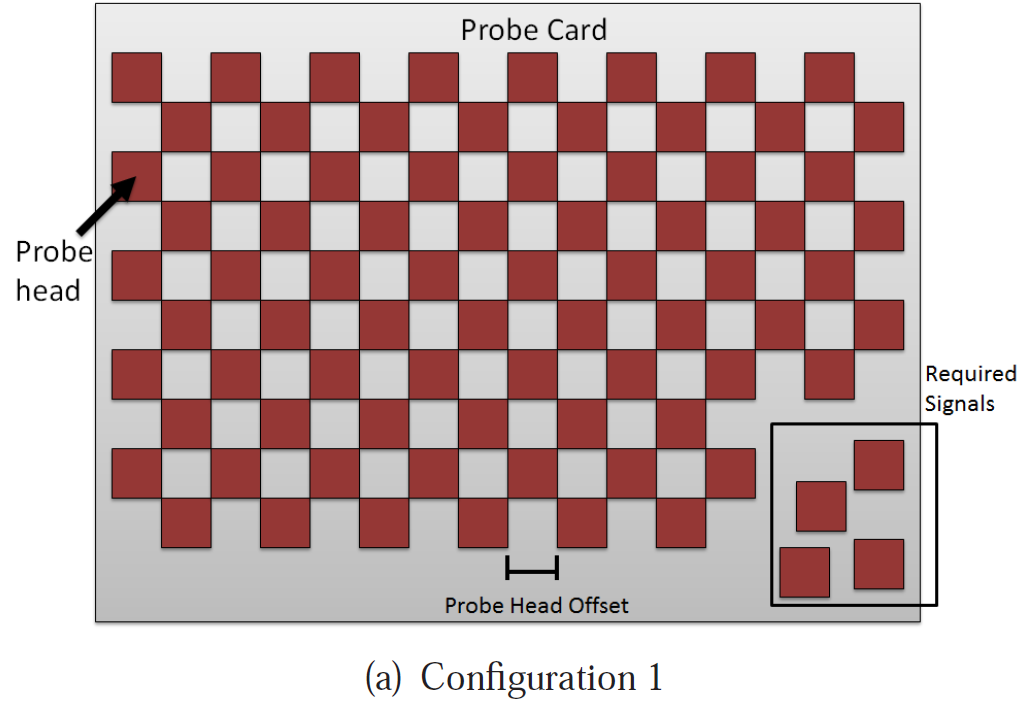 Probe Card
Probe
head
Required
Signals
Probe Head Offset
(a) Configuration 1